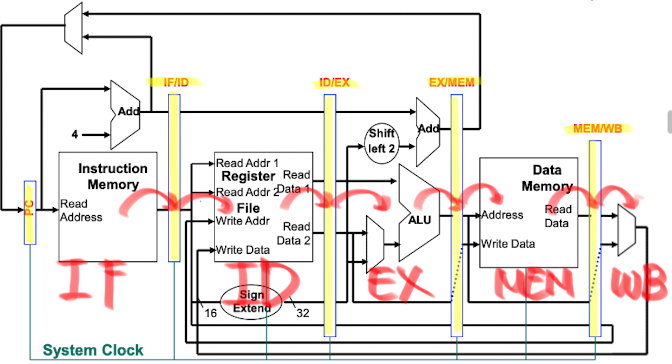 IF/ID
ID/EX
EX/MEM
MEM/WB
Add
4
Shift
left 2
Add
PC
Instruction
Memory
Read
Address
Read Addr 1
Register
Read
Data 1
Read Addr 2
File
Write Addr
Read
Data 2
Write Data
ALU
Data
Memory
Address
Read
Data
Write Data
IF
ID
EX
MEM
WB
Sign
Extend
16
32
System Clock